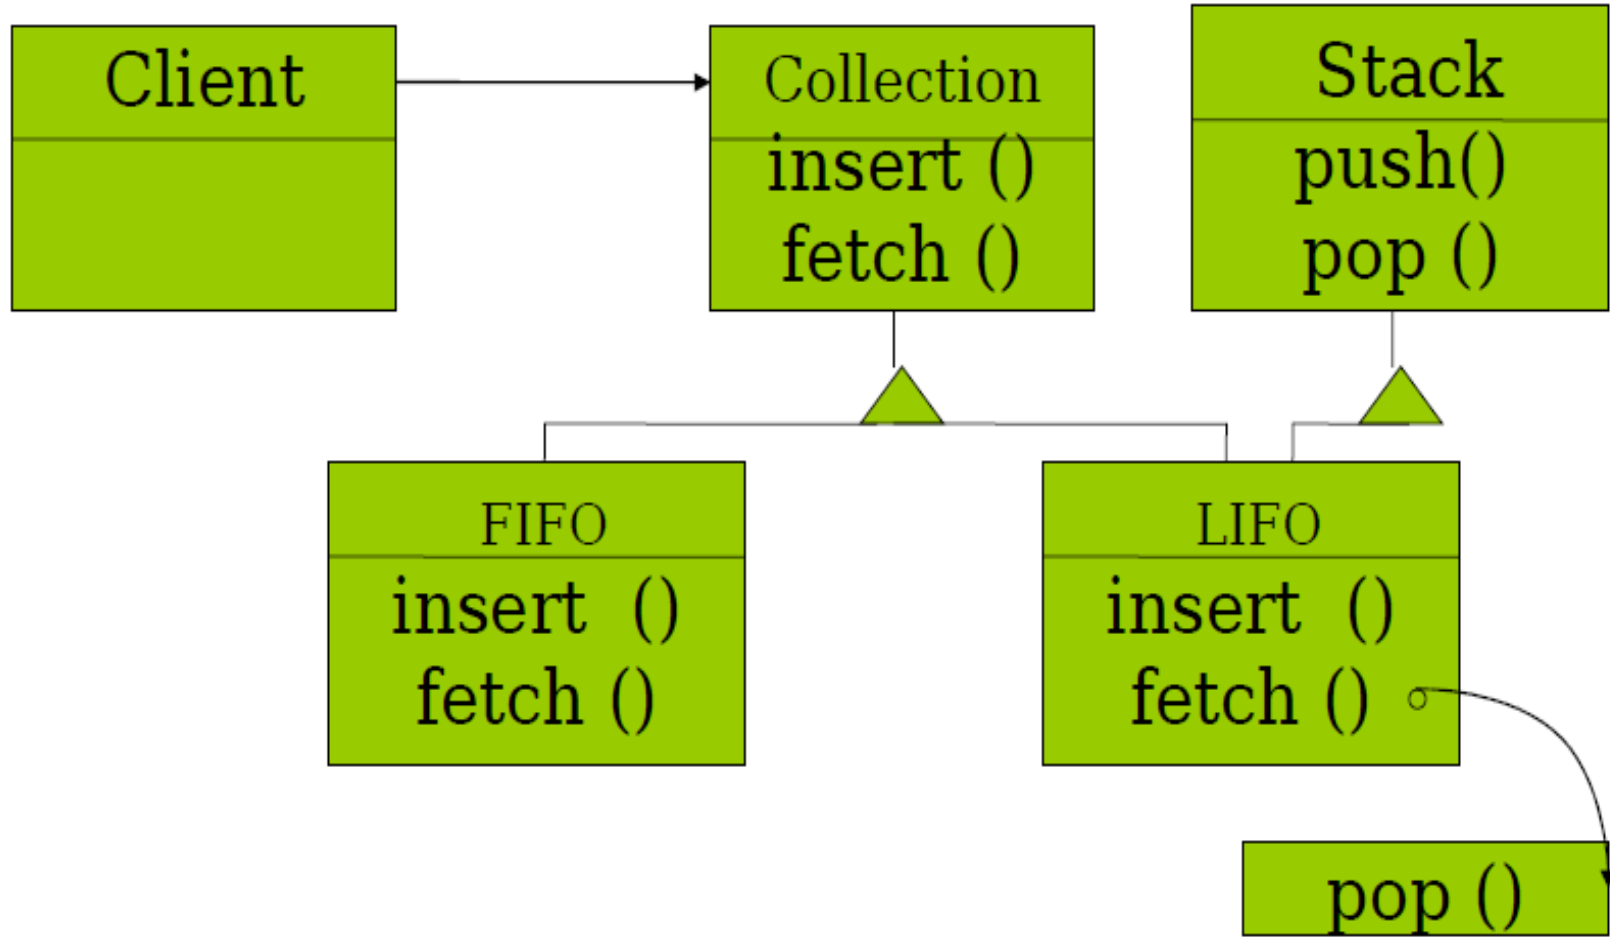 Client
Collection
insert ()
fetch ()
Stack
push()
pop ()
FIFO
insert  ()
fetch ()
LIFO
insert  ()
fetch ()
pop ()